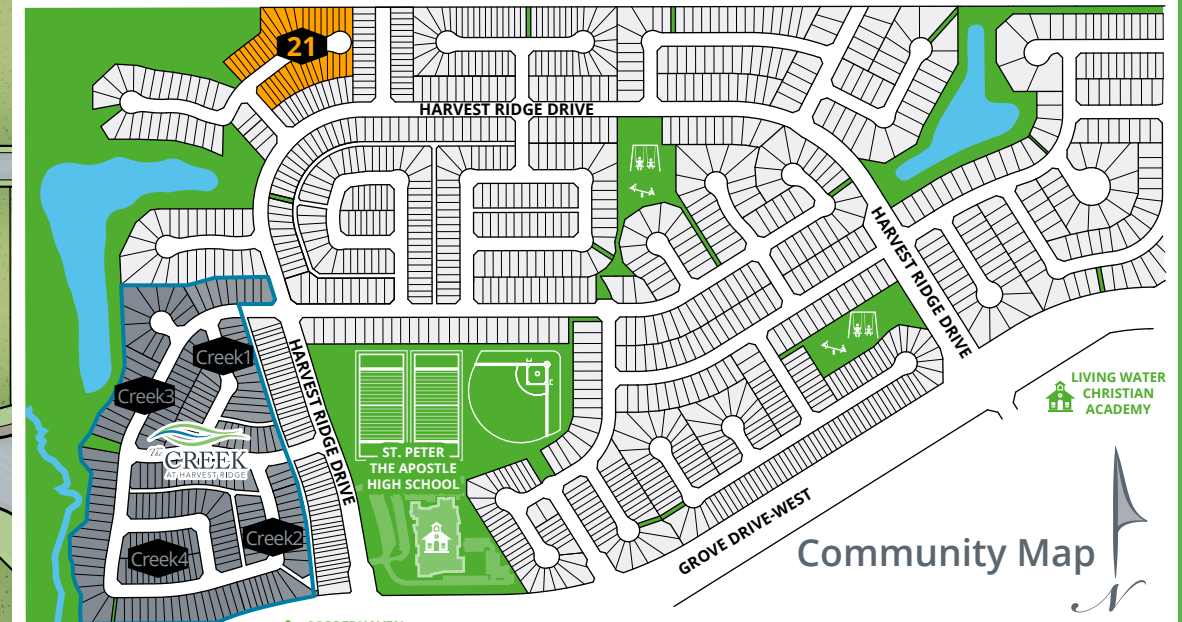 21
HARVEST RIDGE DRIVE
HARVEST RIDGE DRIVE
HARVEST RIDGE DRIVE
Creek1
Creek3
The
CREEK
AT HARVEST RIDGE
Creek2
Creek4
ST. PETER
THE APOSTLE
HIGH SCHOOL
LIVING WATER
CHRISTIAN
ACADEMY
GROVE DRIVE-WEST
Community Map
N